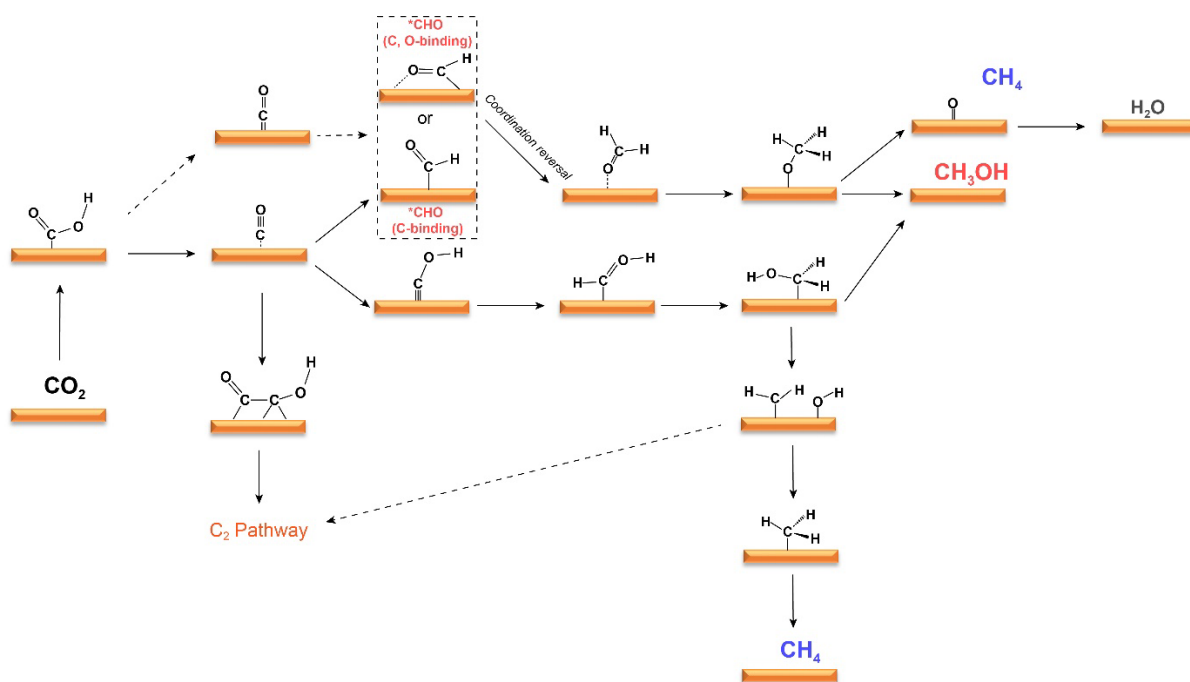 *CHO
(C, O-binding)
H
O
C
or
O
C
H
*CHO
(C-binding)
Coordination reversal
O
C
H
O
H
O
C
O
C
CO₂
H
C
H
O
H
C
H
H
O
O
CH₄
H₂O
CH₃OH
O
H
C
H
O
H
C
H
O
H
C
H
O
C
C
O
H
C₂ Pathway
H
C
H
O
H
H
C
H
H
CH₄